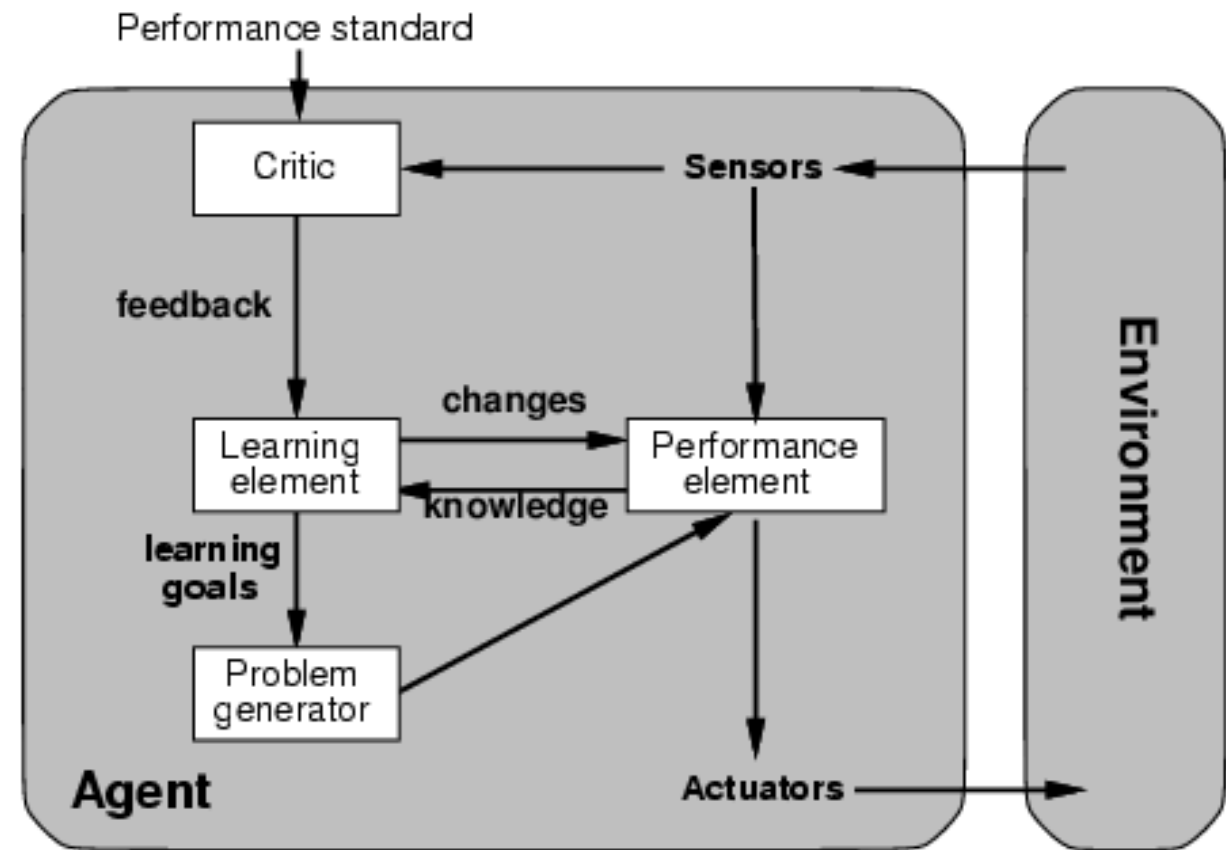 Performance standard
Critic
Sensors
feedback
changes
Learning
element
Performance
element
knowledge
learning
goals
Problem
generator
Agent
Actuators
Environment